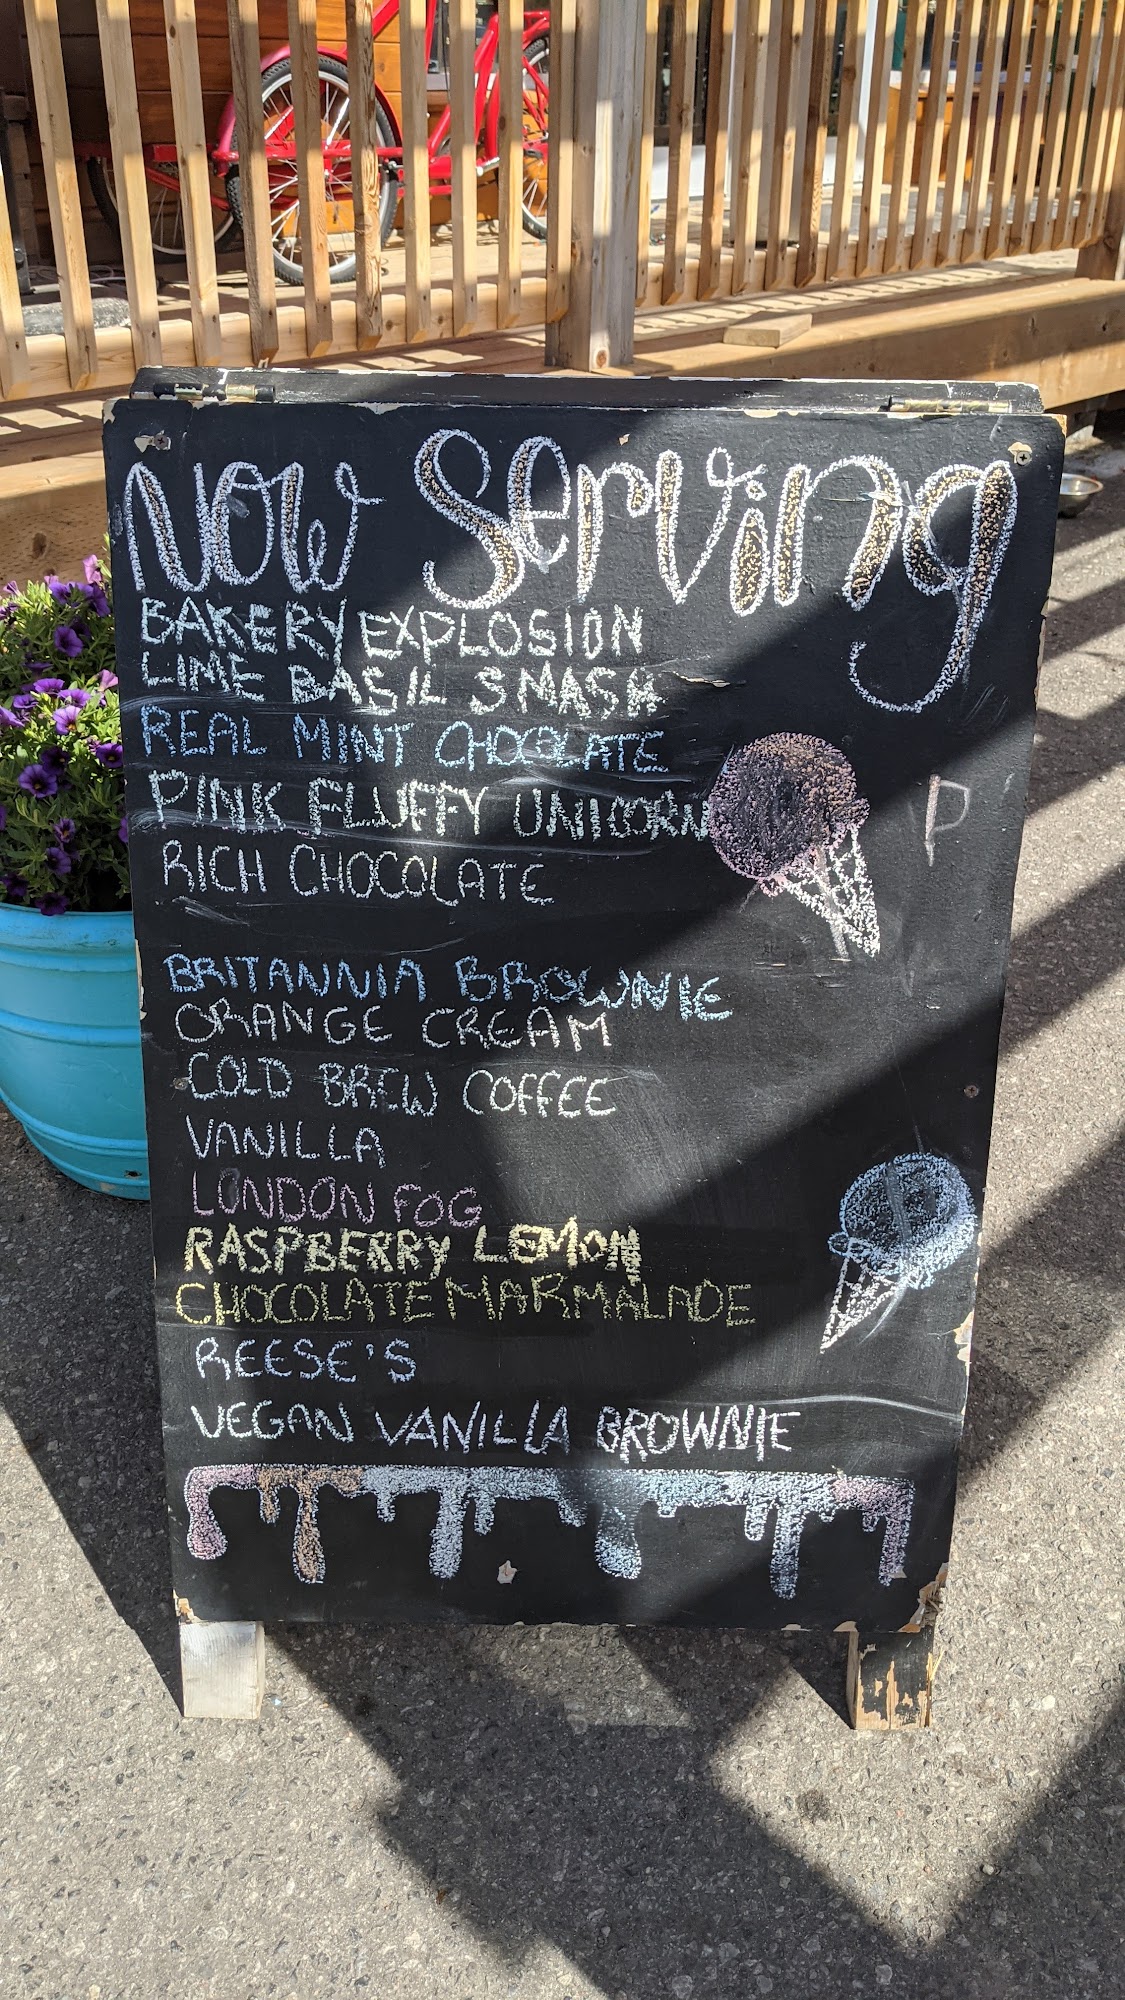 Now Serving
BAKERY EXPLOSION
LIME BASIL SMASH
REAL MINT CHOCOLATE
PINK FLUFFY UNICORN
P
RICH CHOCOLATE
BRITANNIA BROWNIE
ORANGE CREAM
COLD BREW COFFEE
VANILLA
LONDON FOG
RASPBERRY LEMON
CHOCOLATE MARMALADE
REESE'S
VEGAN VANILLA BROWNIE